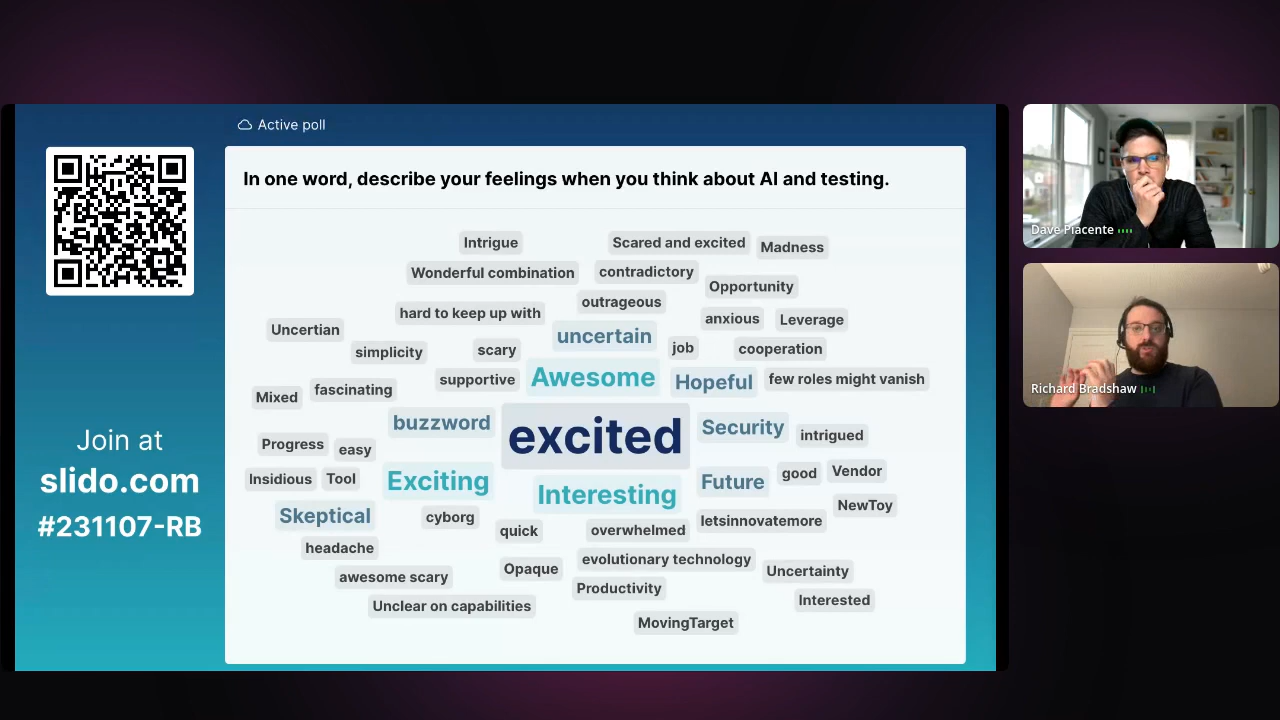 Active poll
In one word, describe your feelings when you think about AI and testing.
Intrigue
Scared and excited
Madness
Wonderful combination
contradictory
Opportunity
outrageous
hard to keep up with
anxious
Leverage
Uncertian
uncertain
simplicity
scary
job
cooperation
supportive
Awesome
Hopeful
few roles might vanish
Mixed
fascinating
buzzword
excited
Security
intrigued
Progress
easy
Insidious
Tool
Exciting
Interesting
Future
good
Vendor
NewToy
Skeptical
cyborg
quick
overwhelmed
letsinnovatemore
headache
Opaque
evolutionary technology
Uncertainty
awesome scary
Productivity
Interested
Unclear on capabilities
MovingTarget
Join at
slido.com
#231107-RB
Dave Piacente
Richard Bradshaw